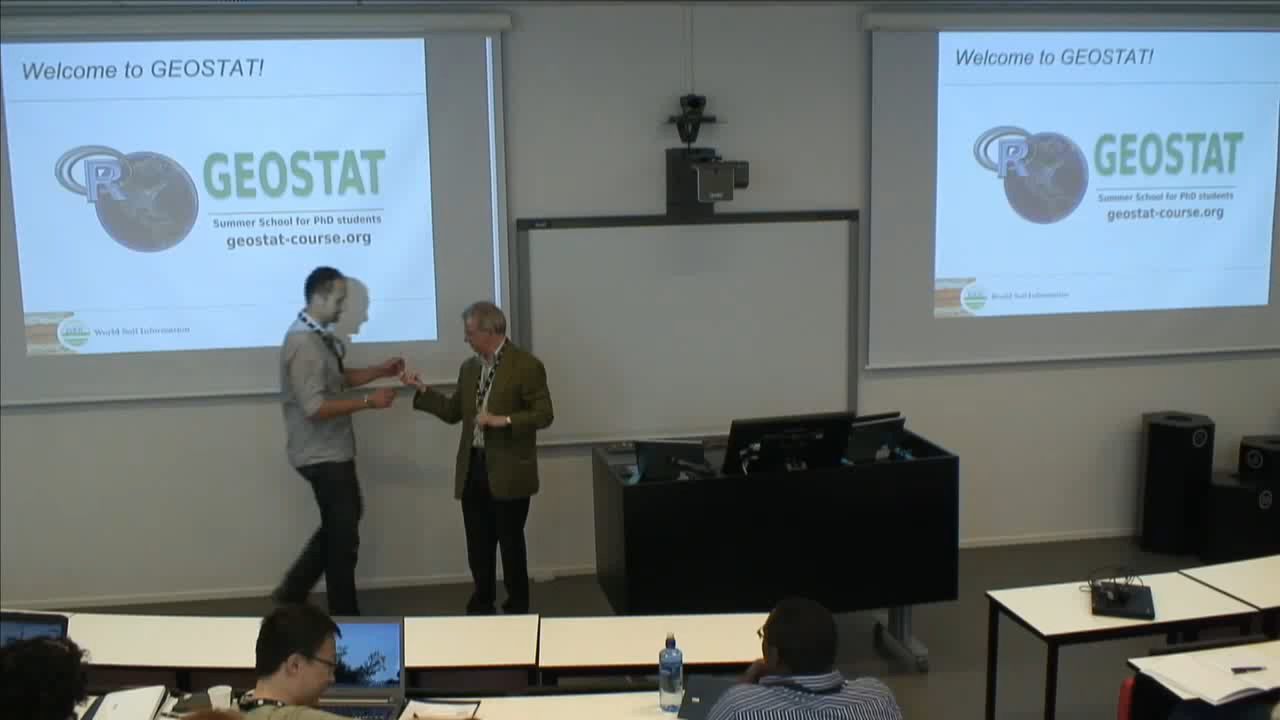 Welcome to GEOSTAT!
R
GEOSTAT
Summer School for PhD students
geostat-course.org
World Soil Information
Welcome to GEOSTAT!
R
GEOSTAT
Summer School for PhD students
geostat-course.org
World Soil Information